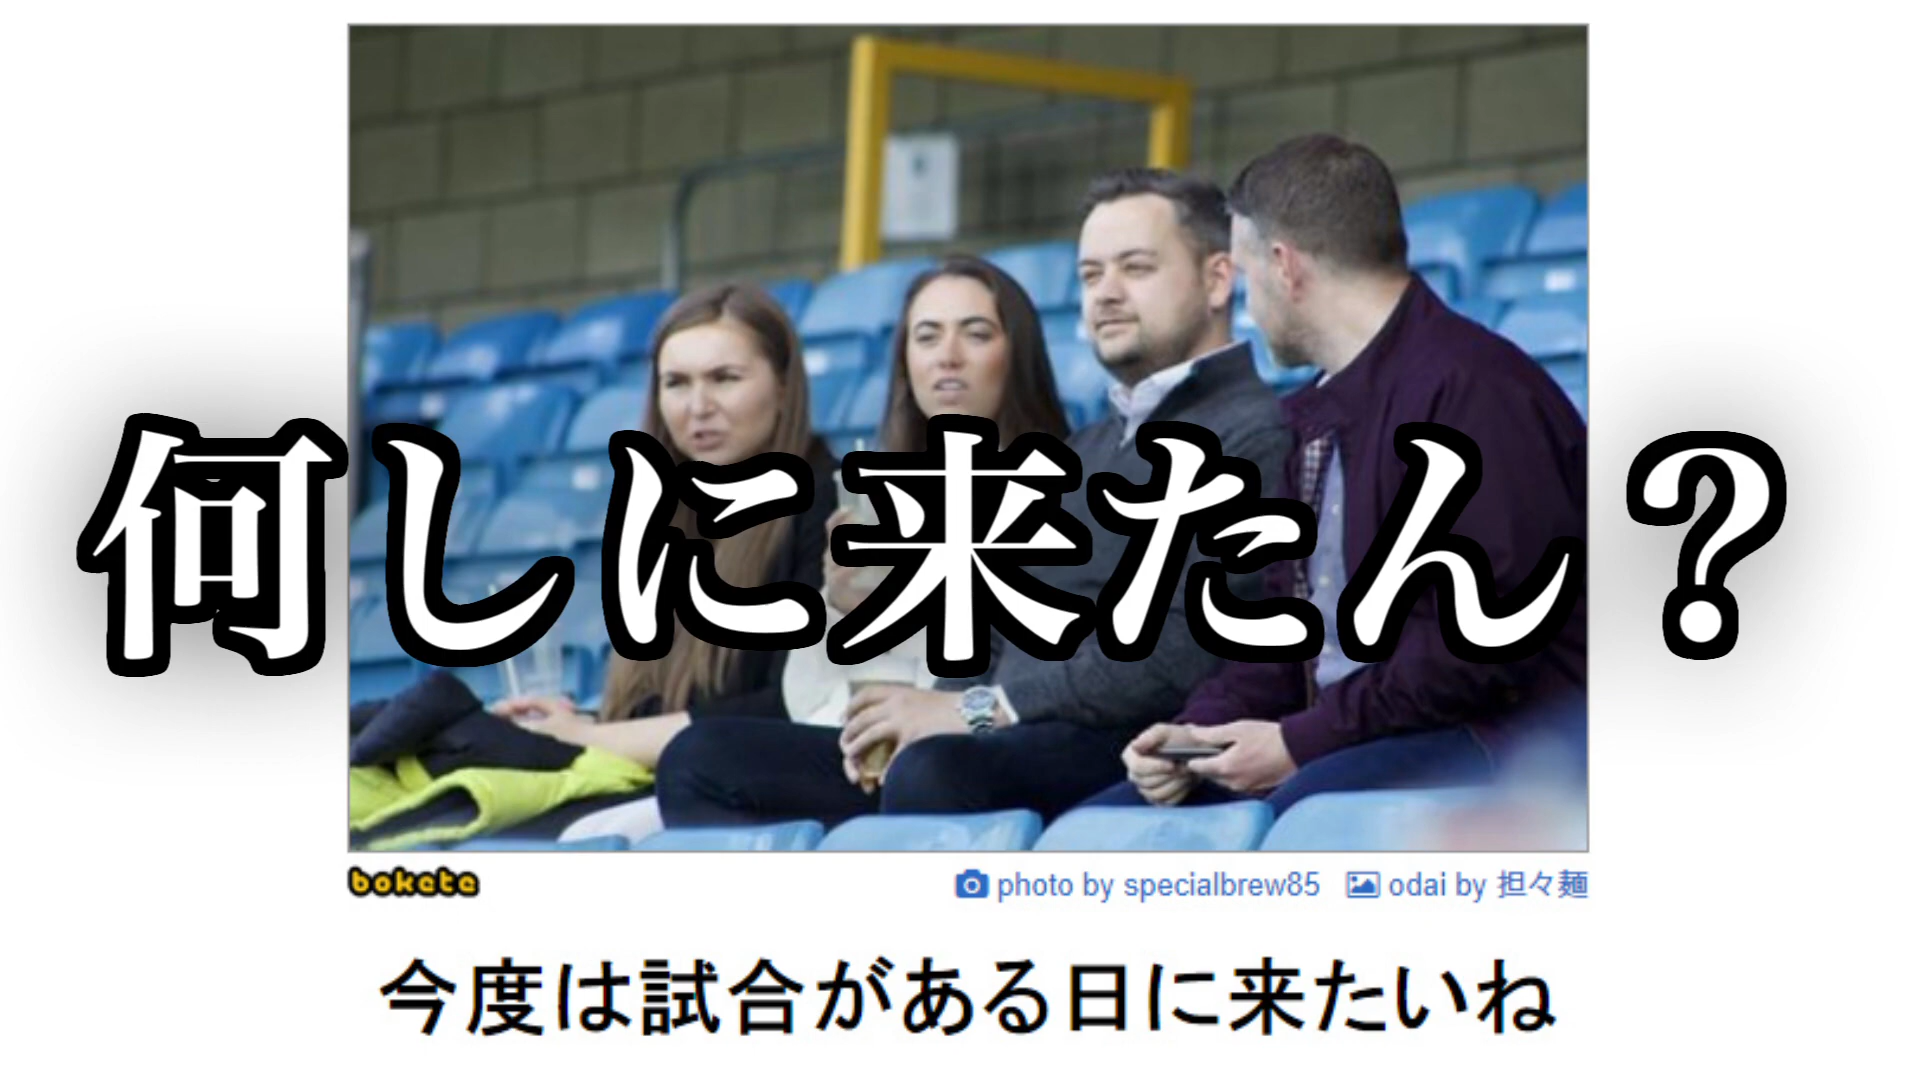 何しに来たん？
bokete
photo by specialbrew85 odai by 担々麺
今度は試合がある日に来たいね